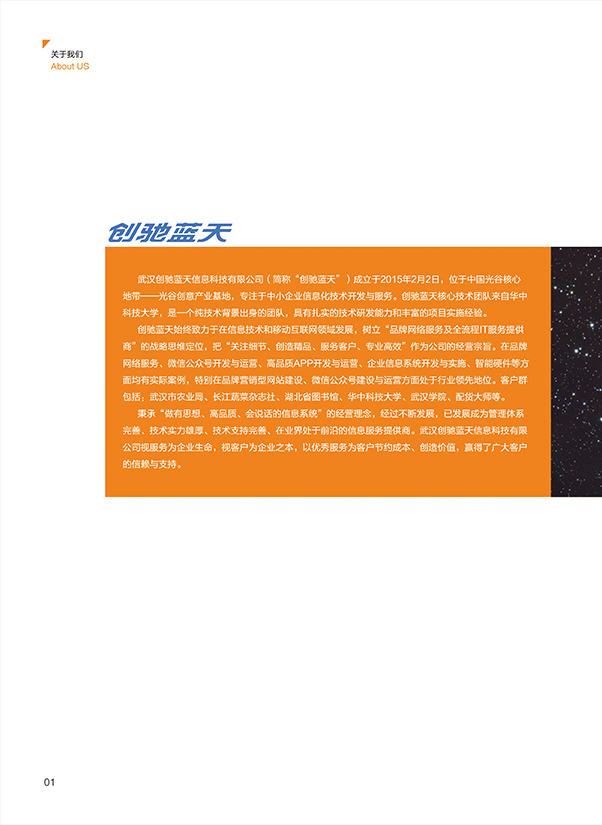 关于我们
About US
创驰蓝天
武汉创驰蓝天信息科技有限公司（简称“创驰蓝天”）成立于2015年2月2日，位于中国光谷核心
地带——光谷创意产业基地，专注于中小企业信息化技术开发与服务。创驰蓝天核心技术团队来自华中
科技大学，是一个纯技术背景出身的团队，具有扎实的技术研发能力和丰富的项目实施经验。
创驰蓝天始终致力于在信息技术和移动互联网领域发展，树立“品牌网络服务及全流程IT服务提供
商”的战略思维定位，把“关注细节、创造精品、服务客户、专业高效”作为公司的经营宗旨。在品牌
网络服务、微信公众号开发与运营、高品质APP开发与运营、企业信息系统开发与实施、智能硬件等方
面均有实际案例，特别在品牌营销型网站建设、微信公众号建设与运营方面处于行业领先地位。客户群
包括：武汉市农业局、长江蔬菜杂志社、湖北省图书馆、华中科技大学、武汉学院、配货大师等。
秉承“做有思想、高品质、会说话的信息系统”的经营理念，经过不断发展，已发展成为管理体系
完善、技术实力雄厚、技术支持完善、在业界处于前沿的信息服务提供商。武汉创驰蓝天信息科技有限
公司视服务为企业生命，视客户为企业之本，以优秀服务为客户节约成本、创造价值，赢得了广大客户
的信赖与支持。
01